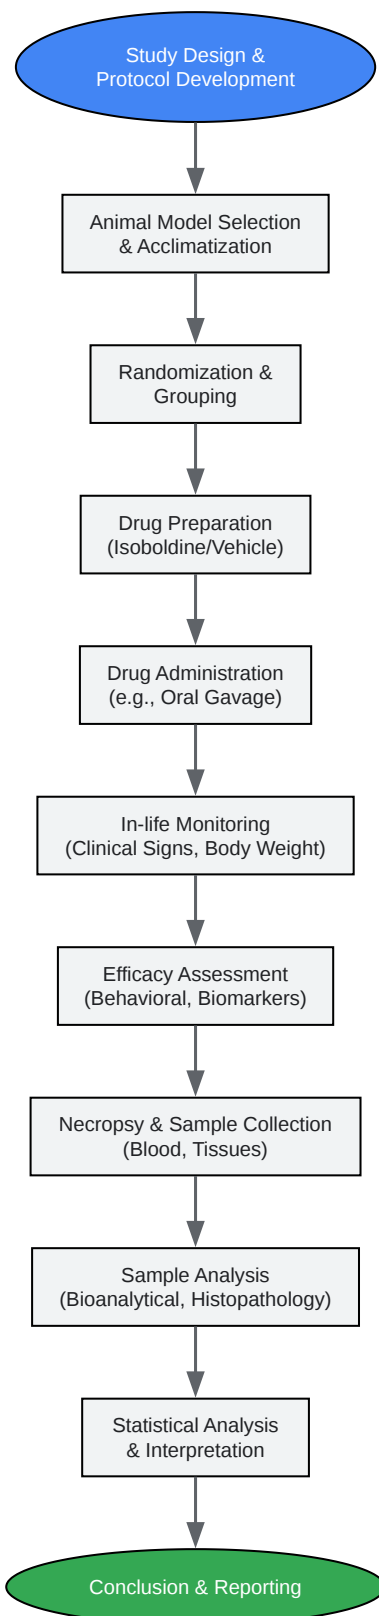 Study Design &
Protocol Development
Animal Model Selection
& Acclimatization
Randomization &
Grouping
Drug Preparation
(Isoboldine/Vehicle)
Drug Administration
(e.g., Oral Gavage)
In-life Monitoring
(Clinical Signs, Body Weight)
Efficacy Assessment
(Behavioral, Biomarkers)
Necropsy & Sample Collection
(Blood, Tissues)
Sample Analysis
(Bioanalytical, Histopathology)
Statistical Analysis
& Interpretation
Conclusion & Reporting